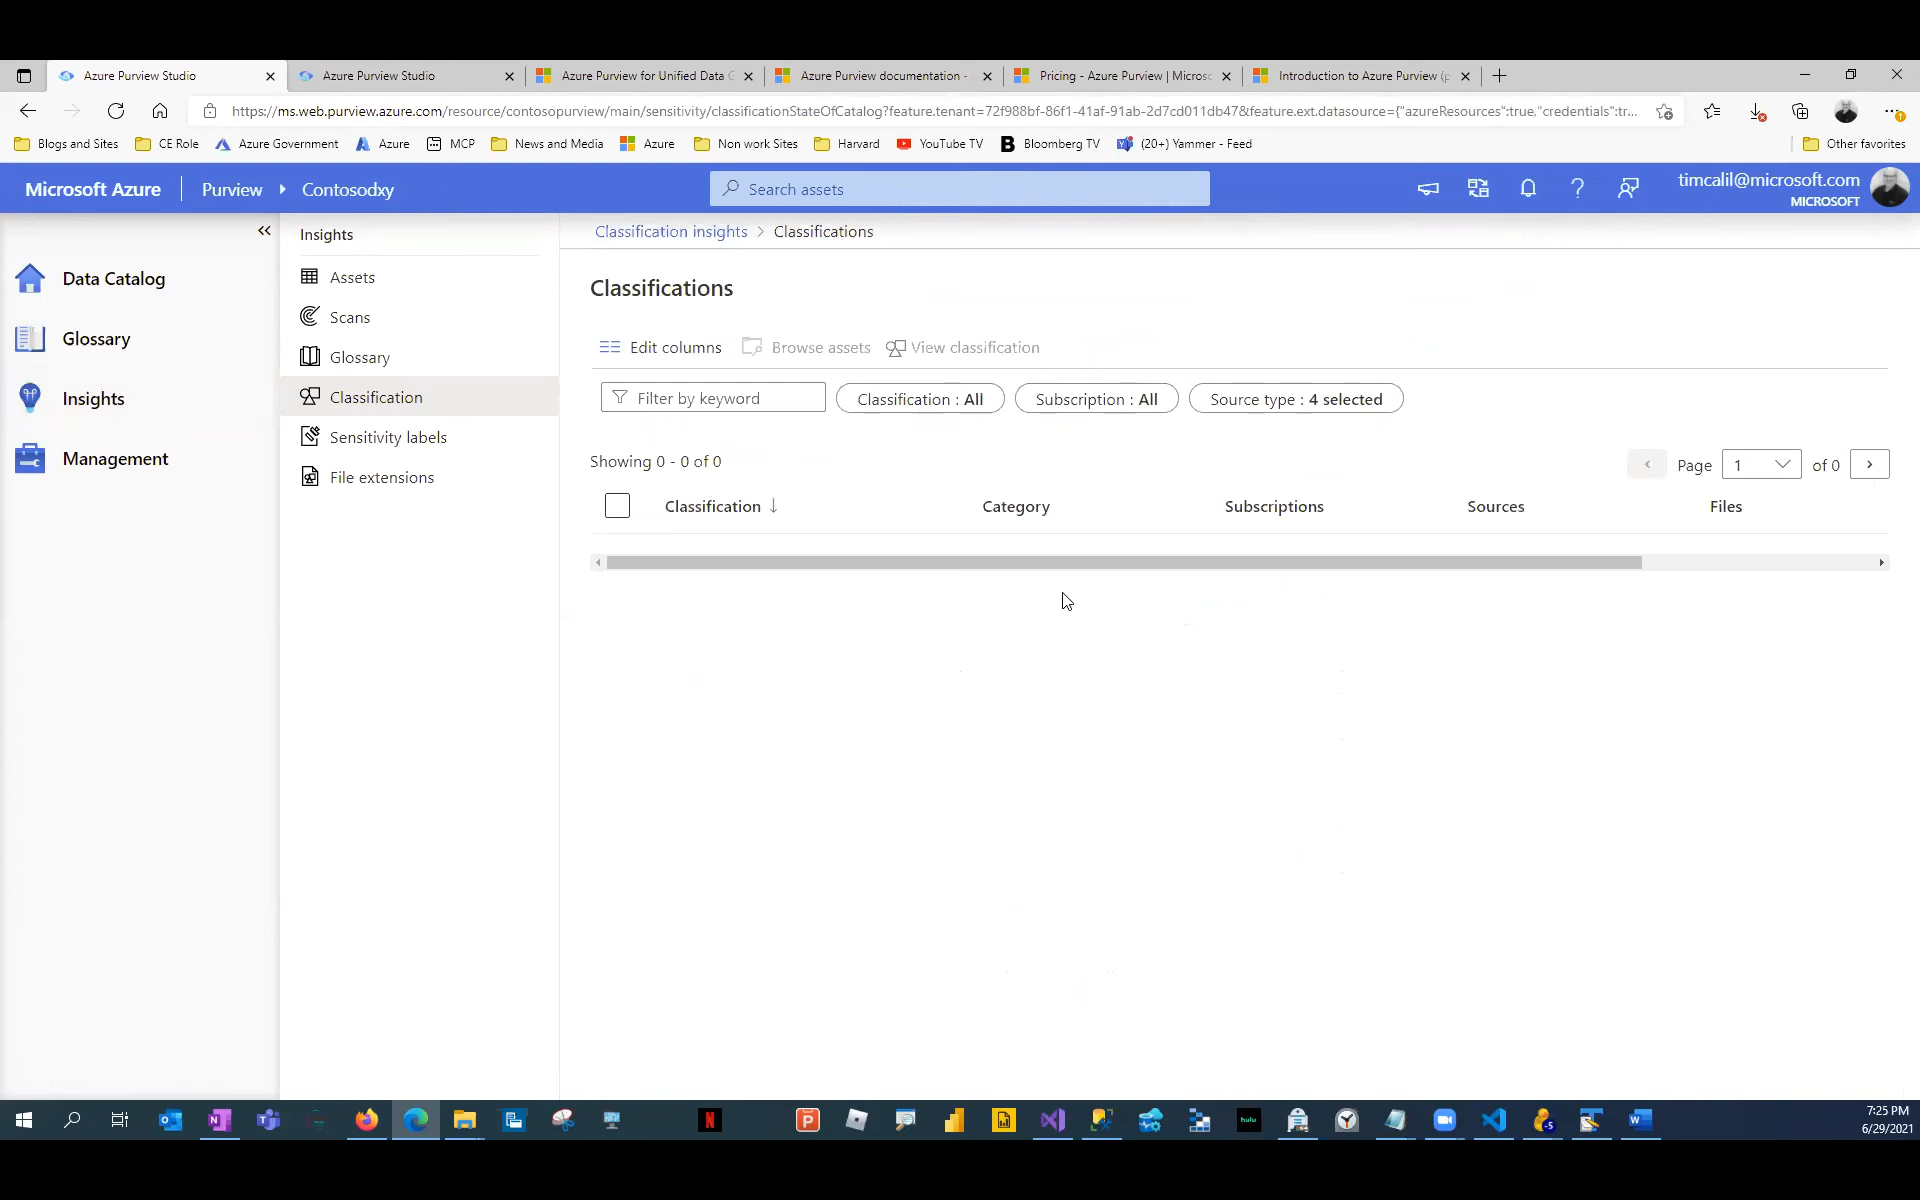 Azure Purview Studio
Azure Purview Studio
Azure Purview for Unified Data
Azure Purview documentation -
Pricing - Azure Purview | Micros
Introduction to Azure Purview (p
https://ms.web.purview.azure.com/resource/contosopurview/main/sensitivity/classificationStateOfCatalog?feature.tenant=72f988bf-86f1-41af-91ab-2d7cd011db47&feature.ext.datasource={"azureResources":true,"credentials":tr...
Blogs and Sites
CE Role
Azure Government
Azure
MCP
News and Media
Azure
Non work Sites
Harvard
YouTube TV
Bloomberg TV
(20+) Yammer - Feed
Other favorites
Microsoft Azure
Purview
Contosodxy
Search assets
timcalil@microsoft.com
MICROSOFT
Data Catalog
Glossary
Insights
Management
Insights
Assets
Scans
Glossary
Classification
Sensitivity labels
File extensions
Classification insights > Classifications
Classifications
Edit columns
Browse assets
View classification
Filter by keyword
Classification : All
Subscription : All
Source type : 4 selected
Showing 0 - 0 of 0
Page 1 of 0
Classification ↓
Category
Subscriptions
Sources
Files
hulu
7:25 PM
6/29/2021